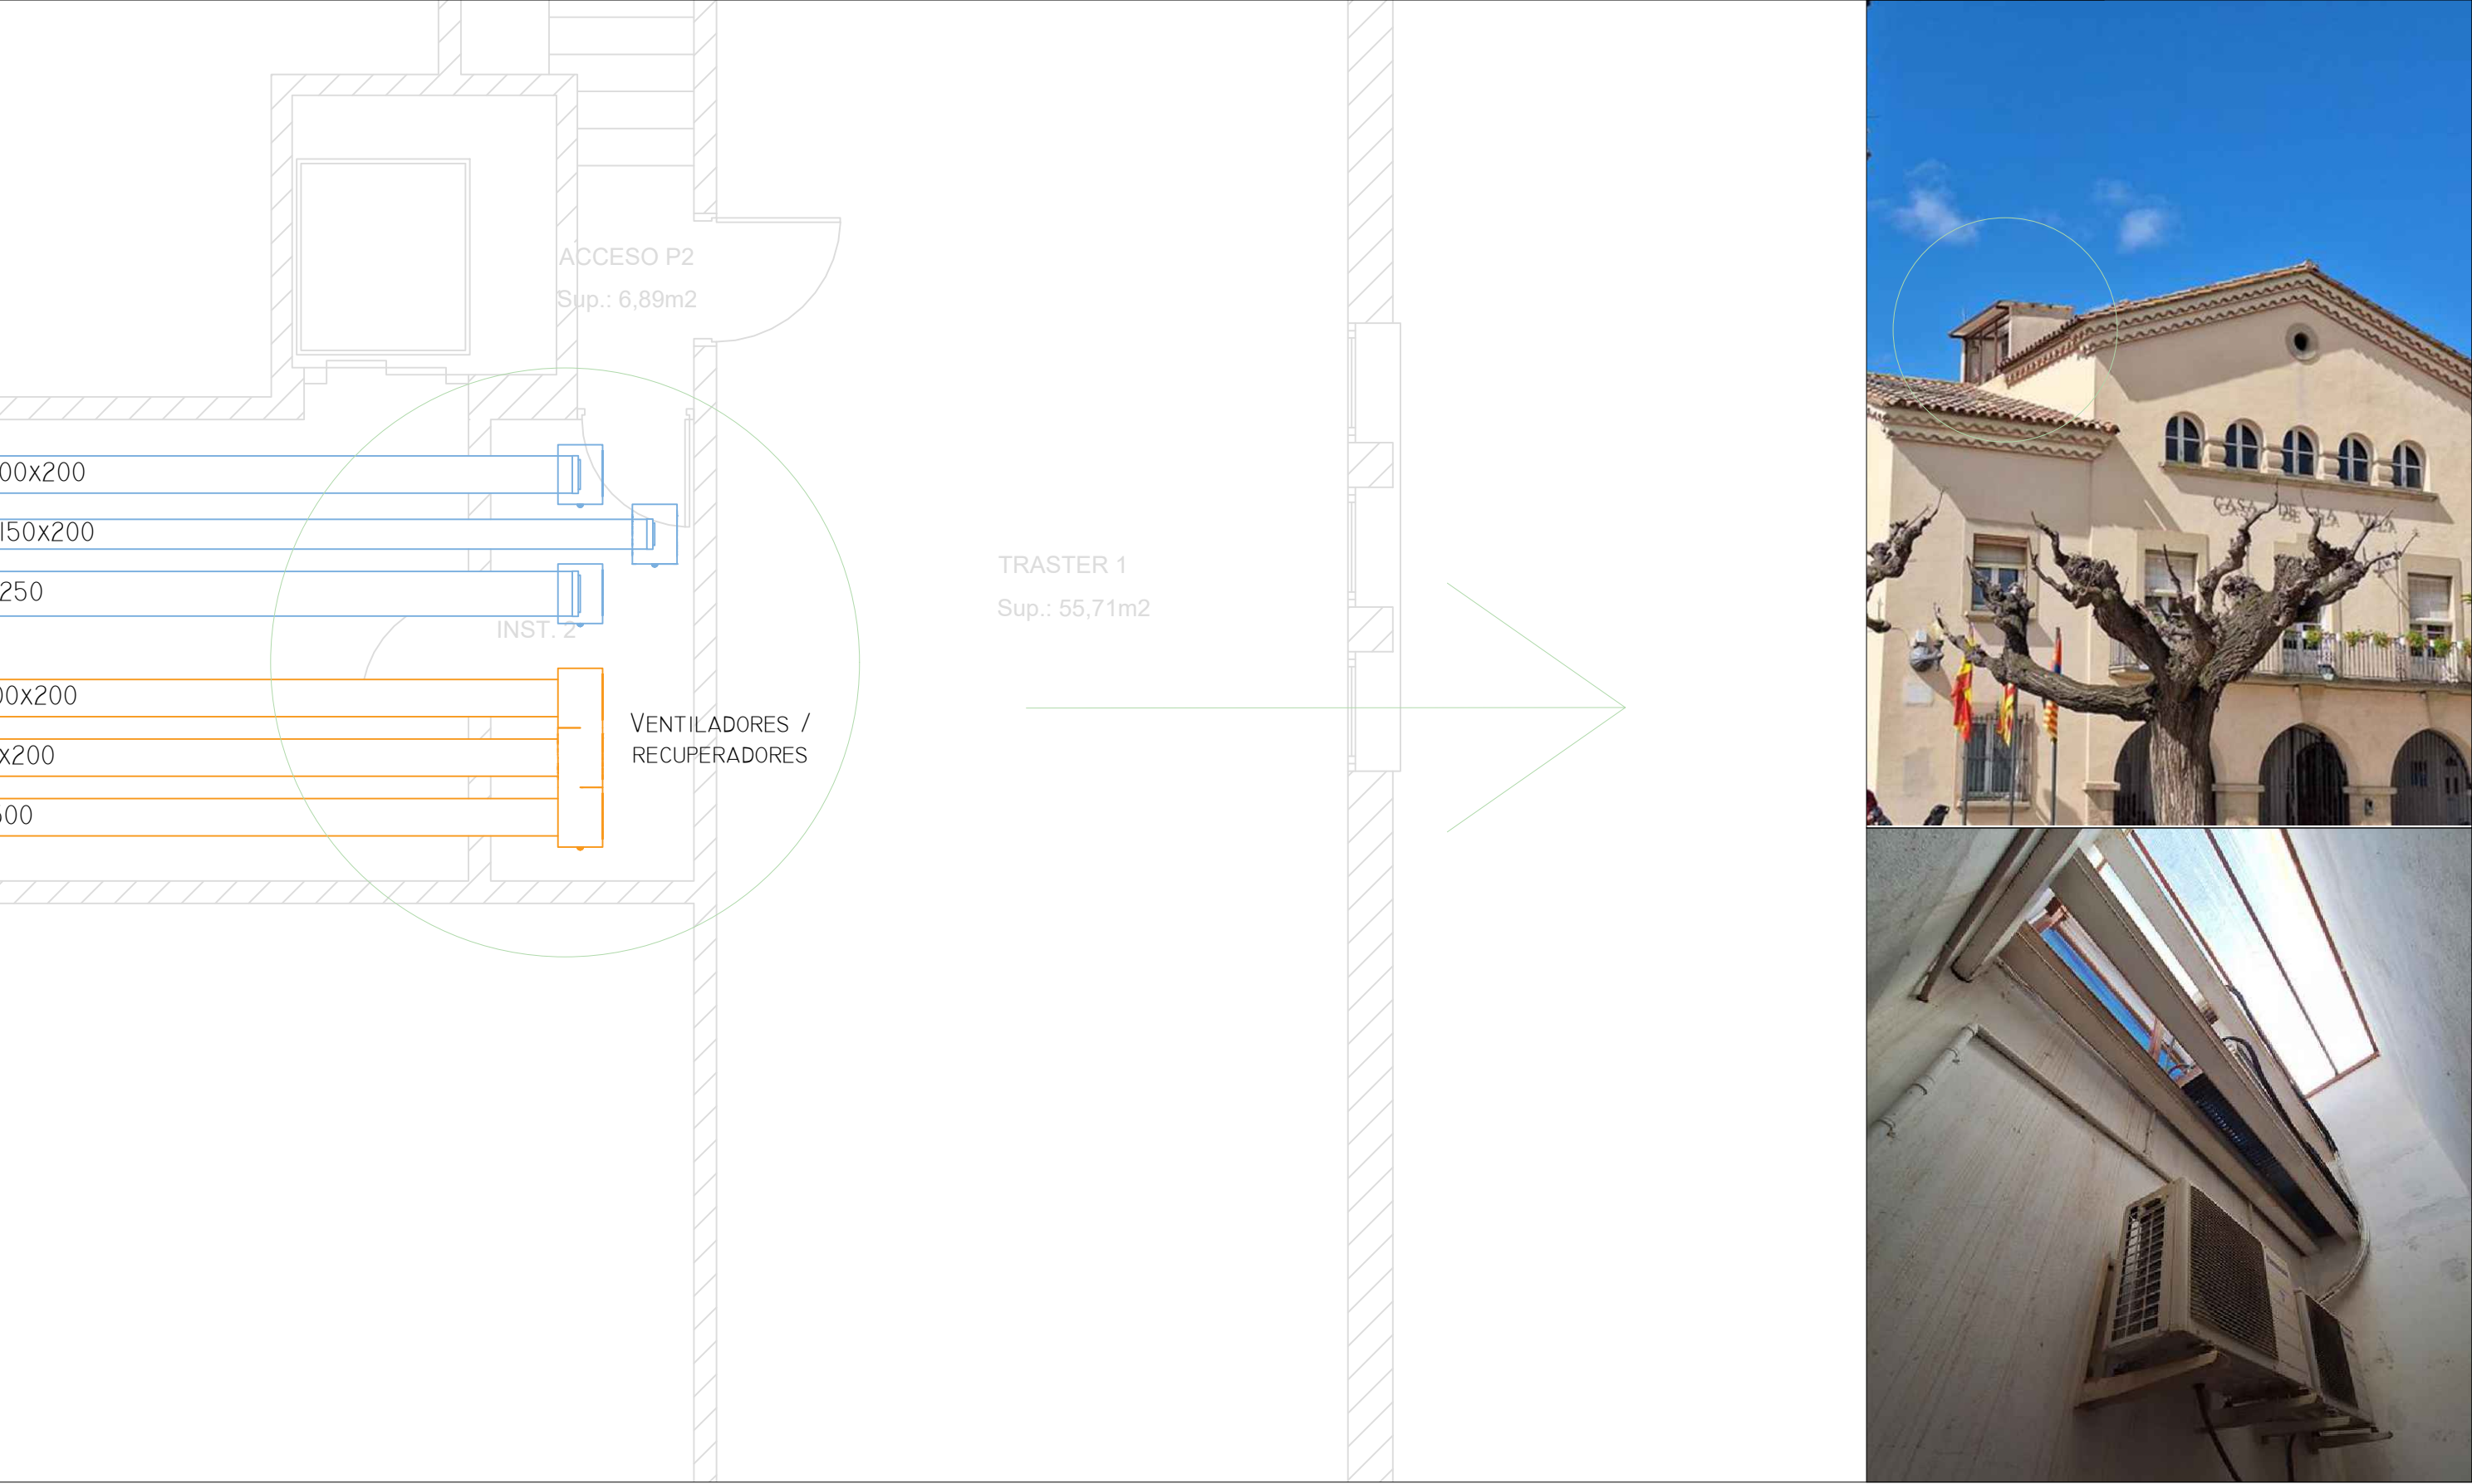 ACCESO P2
Sup.: 6,89m2
00X200
150X200
250
INST. 2
00X200
X200
500
VENTILADORES /
RECUPERADORES
TRASTER 1
Sup.: 55,71m2
CASA DE LA VILA